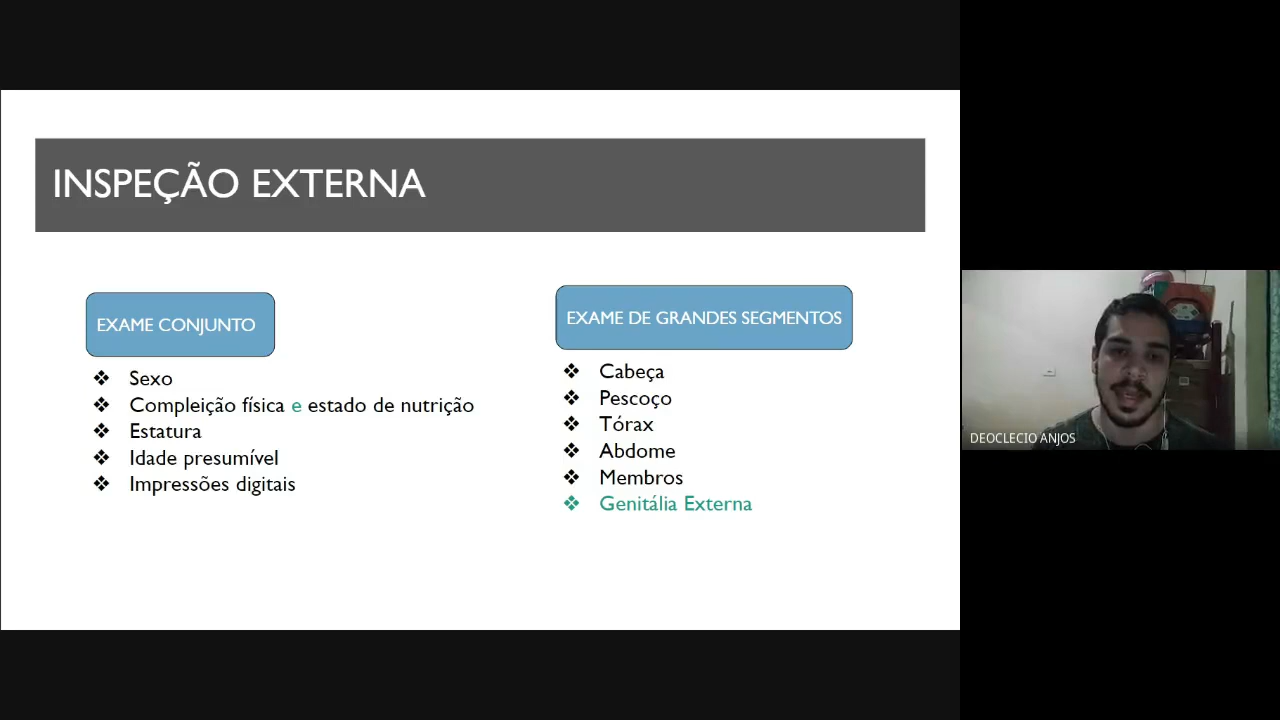 INSPEÇÃO EXTERNA
EXAME CONJUNTO
❖ Sexo
❖ Compleição física e estado de nutrição
❖ Estatura
❖ Idade presumível
❖ Impressões digitais
EXAME DE GRANDES SEGMENTOS
❖ Cabeça
❖ Pescoço
❖ Tórax
❖ Abdome
❖ Membros
❖ Genitália Externa
DEOCLECIO ANJOS